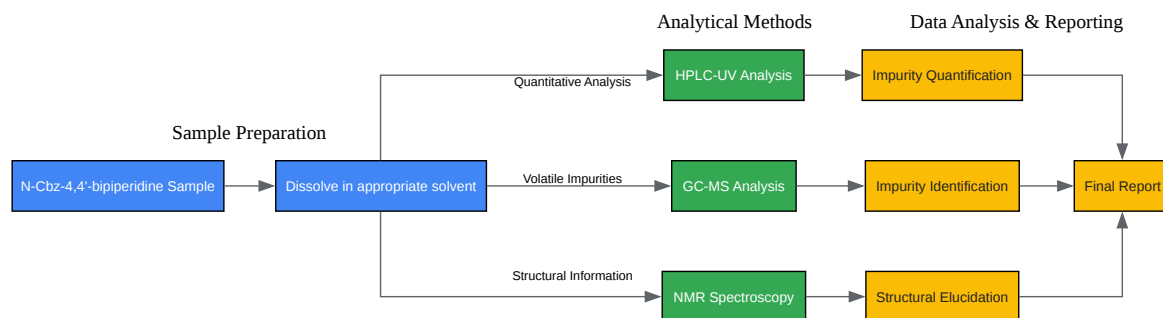 Analytical Methods
Data Analysis & Reporting
HPLC-UV Analysis
Impurity Quantification
Quantitative Analysis
Sample Preparation
N-Cbz-4,4'-bipiperidine Sample
Dissolve in appropriate solvent
Volatile Impurities
GC-MS Analysis
Impurity Identification
Final Report
Structural Information
NMR Spectroscopy
Structural Elucidation